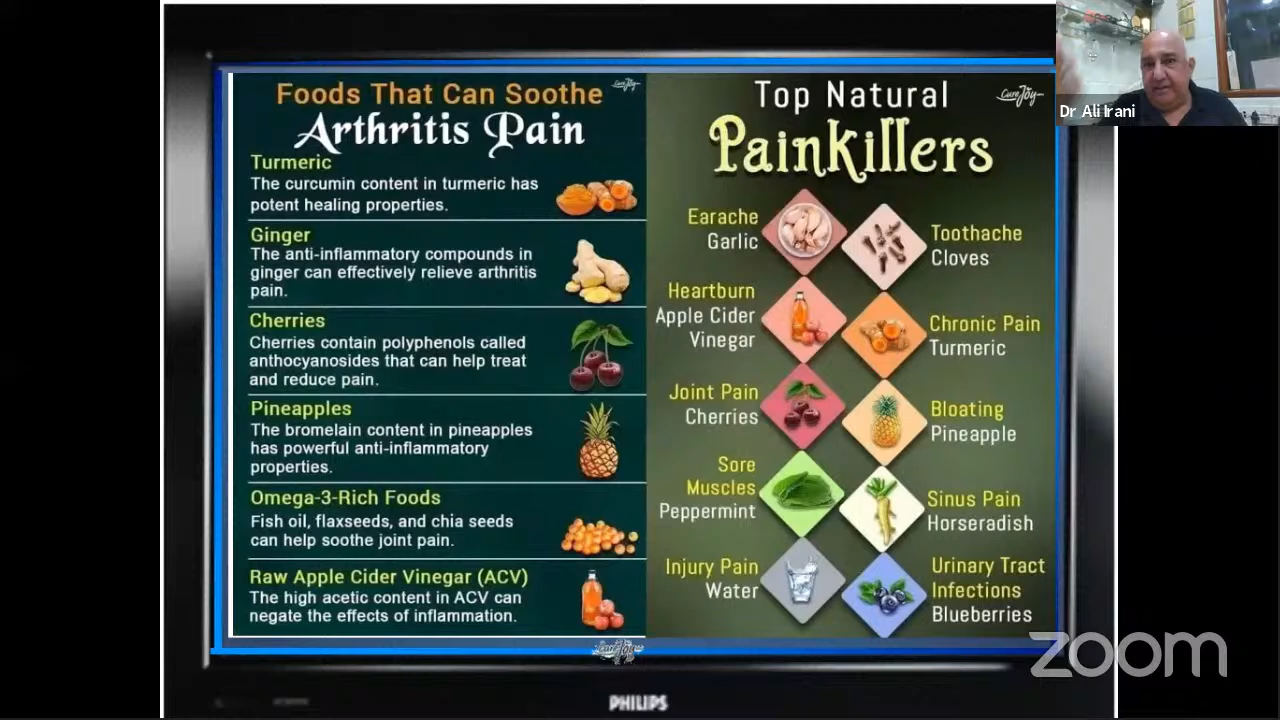 Foods That Can Soothe
CureJoy
Arthritis Pain
Turmeric
The curcumin content in turmeric has
potent healing properties.
Ginger
The anti-inflammatory compounds in
ginger can effectively relieve arthritis
pain.
Cherries
Cherries contain polyphenols called
anthocyanosides that can help treat
and reduce pain.
Pineapples
The bromelain content in pineapples
has powerful anti-inflammatory
properties.
Omega-3-Rich Foods
Fish oil, flaxseeds, and chia seeds
can help soothe joint pain.
Raw Apple Cider Vinegar (ACV)
The high acetic content in ACV can
negate the effects of inflammation.
Top Natural
CureJoy
Painkillers
Earache
Garlic
Toothache
Cloves
Heartburn
Apple Cider
Vinegar
Chronic Pain
Turmeric
Joint Pain
Cherries
Bloating
Pineapple
Sore
Muscles
Peppermint
Sinus Pain
Horseradish
Injury Pain
Water
Urinary Tract
Infections
Blueberries
CureJoy
PHILIPS
Dr Ali Irani
zoom